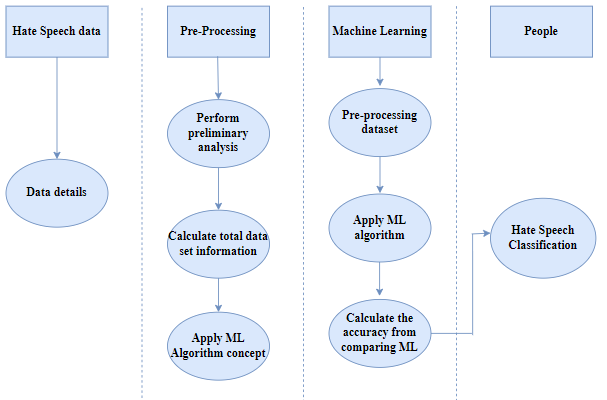 Hate Speech data
Pre-Processing
Machine Learning
People
Data details
Perform
preliminary
analysis
Calculate total data
set information
Apply ML
Algorithm concept
Pre-processing
dataset
Apply ML
algorithm
Calculate the
accuracy from
comparing ML
Hate Speech
Classification